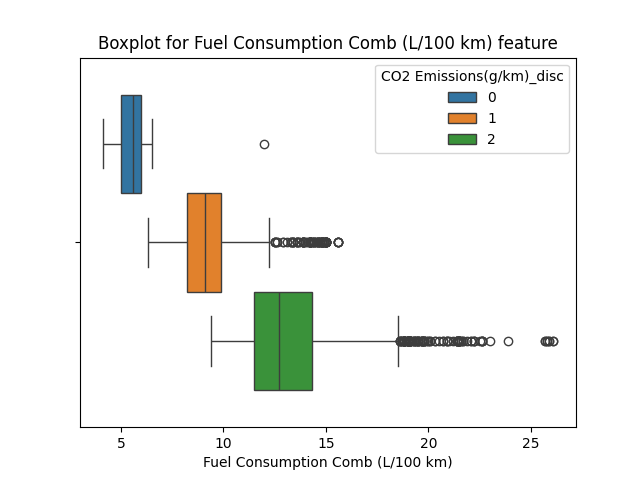 Boxplot for Fuel Consumption Comb (L/100 km) feature
CO2 Emissions(g/km)_disc
0
1
2
5 10 15 20 25
Fuel Consumption Comb (L/100 km)